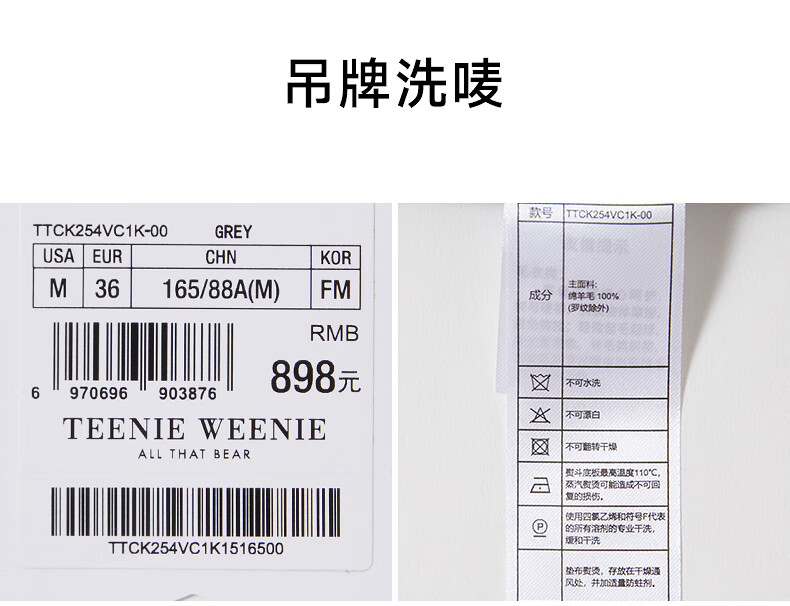 吊牌洗唛
TTCK254VC1K-00 GREY
USA EUR CHN KOR
M 36 165/88A(M) FM
RMB
898元
6 970696 903876
TEENIE WEENIE
ALL THAT BEAR
TTCK254VC1K1516500
款号 TTCK254VC1K-00
成分
主面料:
绵羊毛 100%
(罗纹除外)
不可水洗
不可漂白
不可翻转干燥
熨斗底板最高温度110℃,
蒸汽熨烫可能造成不可回
复的损伤。
使用四氯乙烯和符号F代表
的所有溶剂的专业干洗,
缓和干洗
垫布熨烫，存放在干燥通
风处，并加适量防蛀剂。